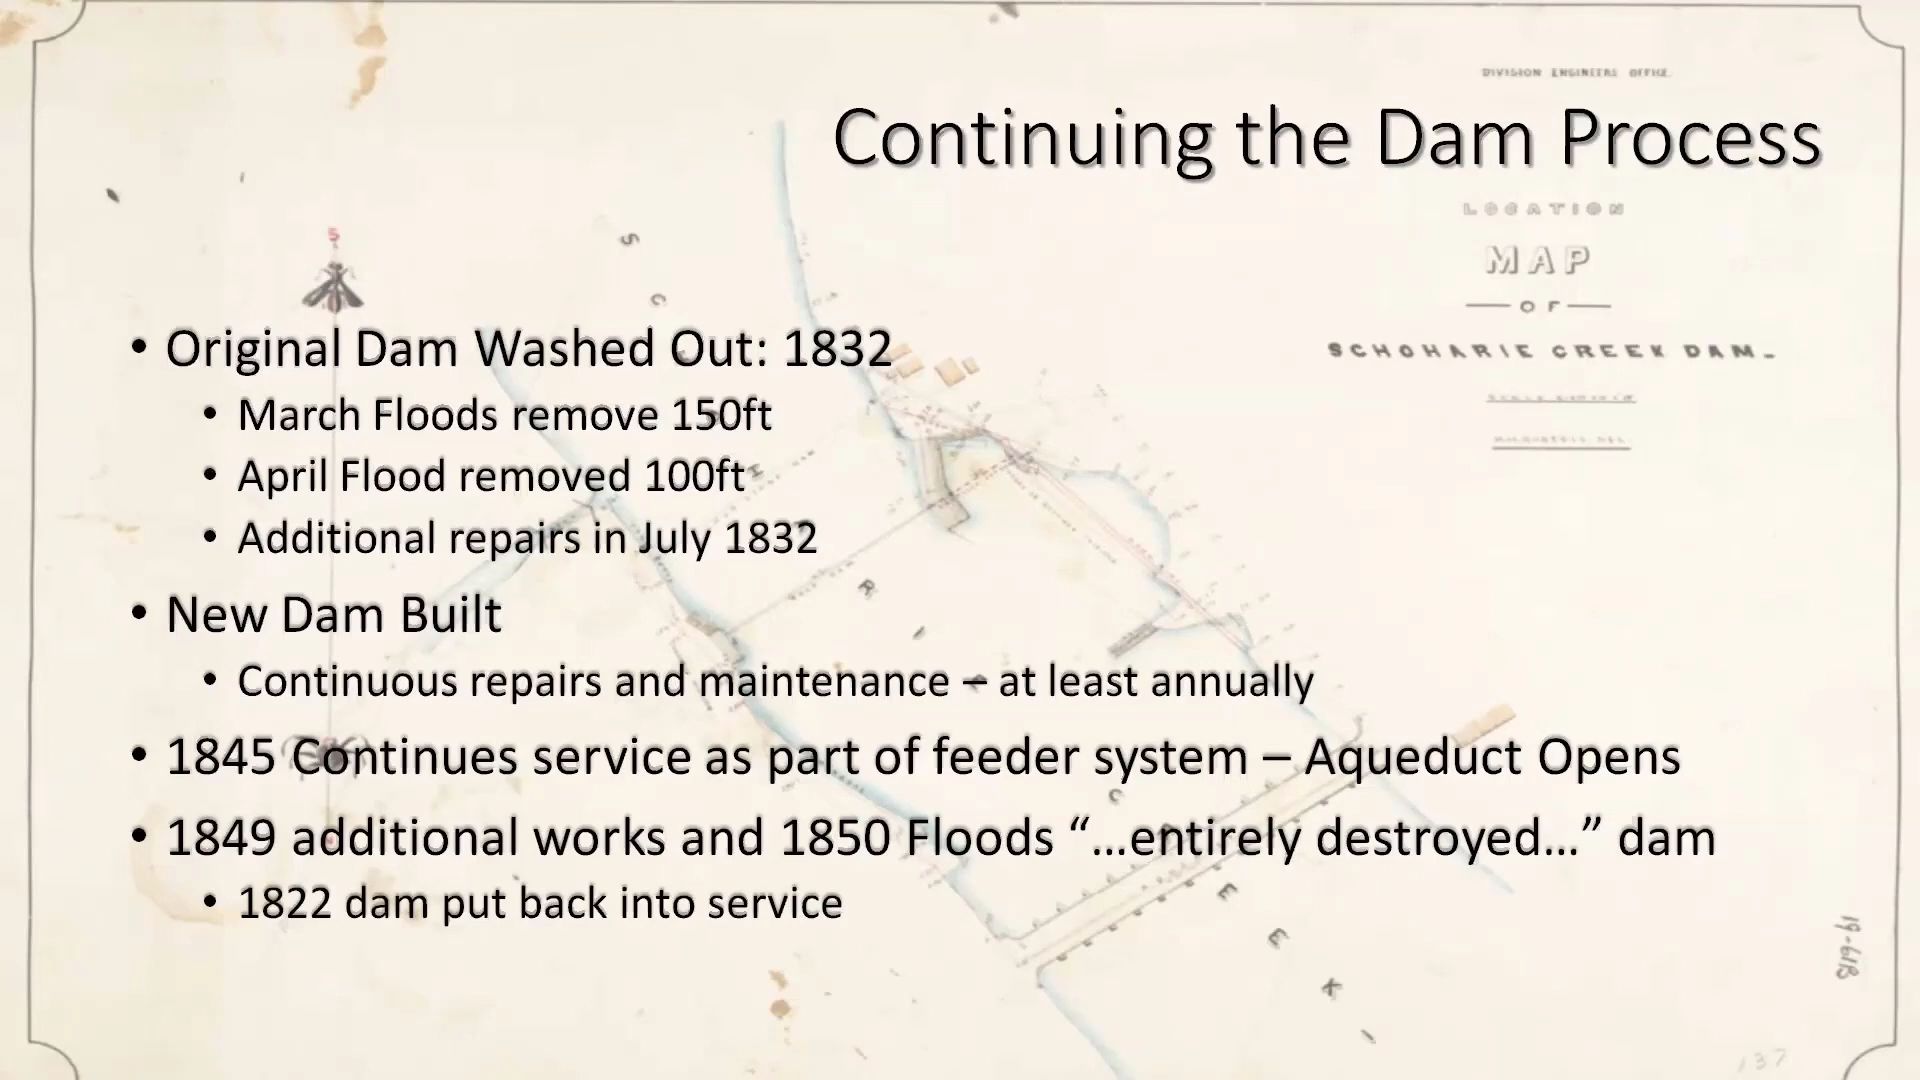 DIVISION ENGINEERS OFFICE.
Continuing the Dam Process
LOCATION
MAP
OF
SCHOHARIE CREEK DAM.
• Original Dam Washed Out: 1832
• March Floods remove 150ft
• April Flood removed 100ft
• Additional repairs in July 1832
• New Dam Built
• Continuous repairs and maintenance – at least annually
• 1845 Continues service as part of feeder system – Aqueduct Opens
• 1849 additional works and 1850 Floods “…entirely destroyed…” dam
• 1822 dam put back into service
19-61B
137